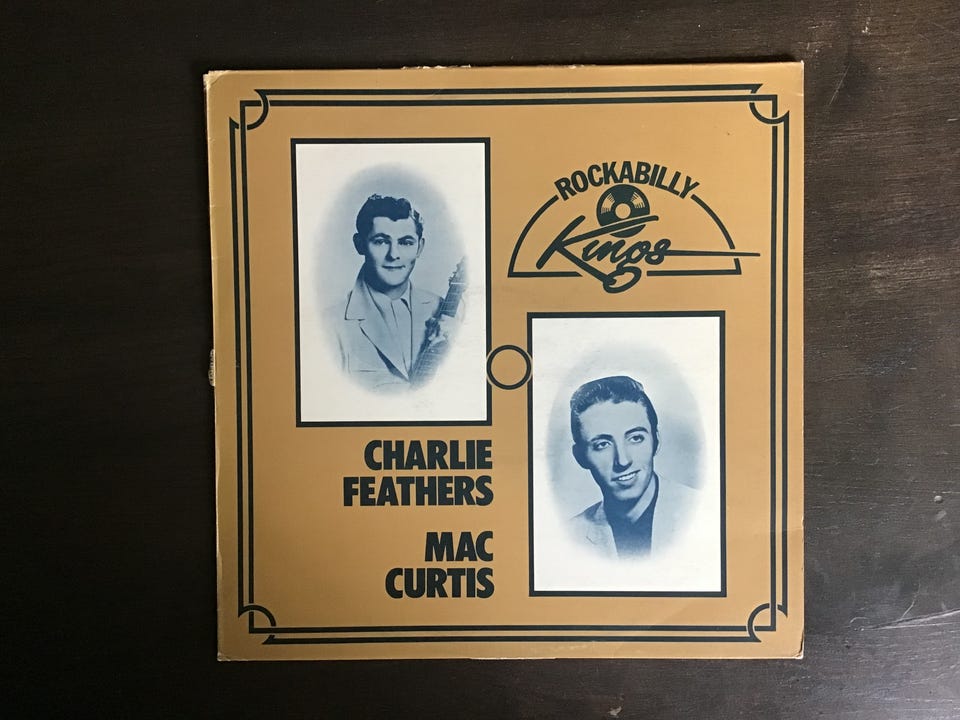 ROCKABILLY
Kings
CHARLIE
FEATHERS
MAC
CURTIS